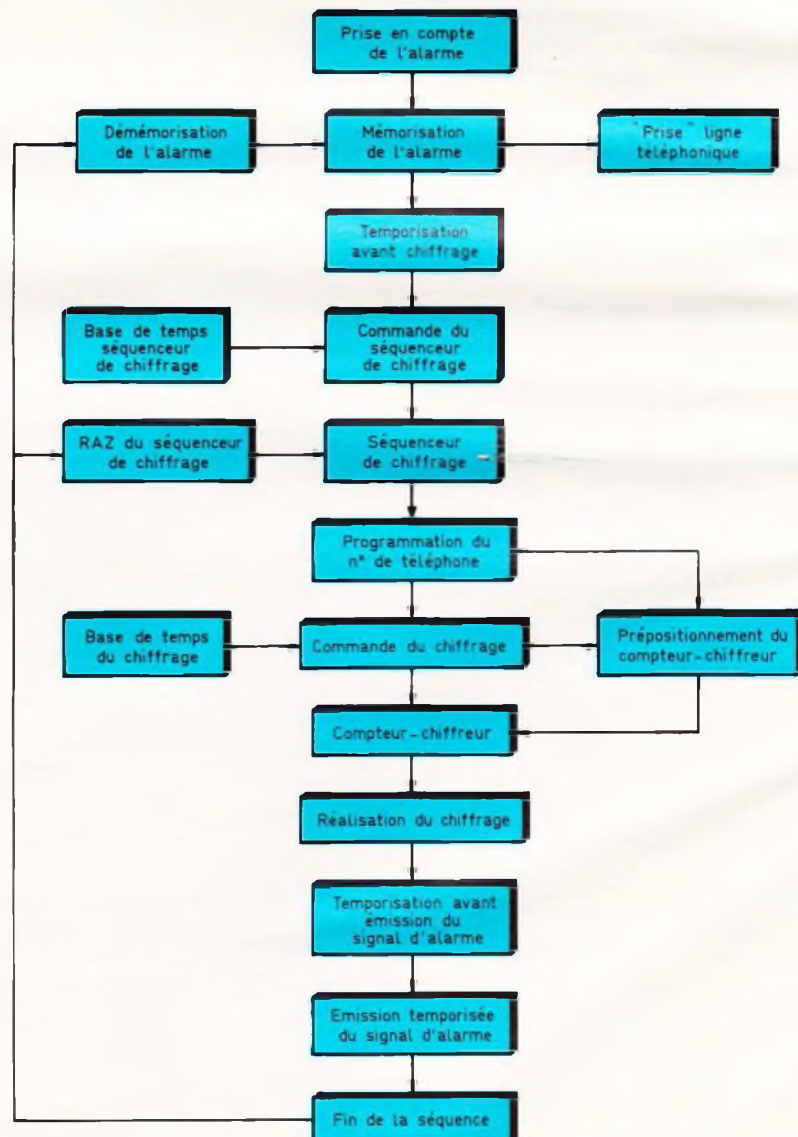 Prise en compte
de l'alarme
Démémorisation
de l'alarme
Mémorisation
de l'alarme
"Prise" ligne
téléphonique
Temporisation
avant chiffrage
Base de temps
séquenceur
de chiffrage
Commande du
séquenceur
de chiffrage
RAZ du séquenceur
de chiffrage
Séquenceur
de chiffrage
Programmation du
n° de téléphone
Base de temps
du chiffrage
Commande du chiffrage
Prépositionnement du
compteur-chiffreur
Compteur-chiffreur
Réalisation du chiffrage
Temporisation avant
émission du
signal d'alarme
Emission temporisée
du signal d'alarme
Fin de la séquence